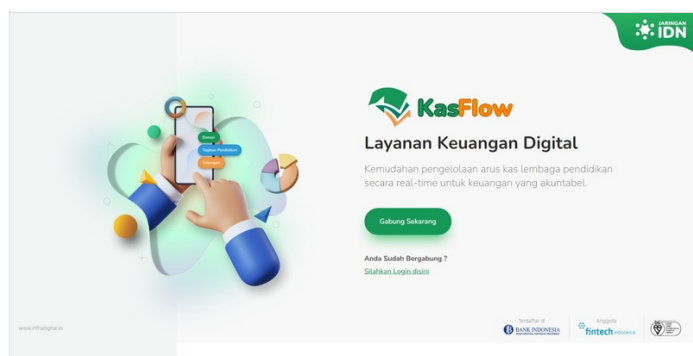 JARINGAN
IDN
KasFlow
Layanan Keuangan Digital
Kemudahan pengelolaan arus kas lembaga pendidikan
secara real-time untuk keuangan yang akuntabel.
Gabung Sekarang
Anda Sudah Bergabung ?
Silahkan Login disini
Donasi
Tagihan Pendidikan
Tabungan
www.infradigital.io
Terdaftar di
BANK INDONESIA
Anggota
fintech indonesia